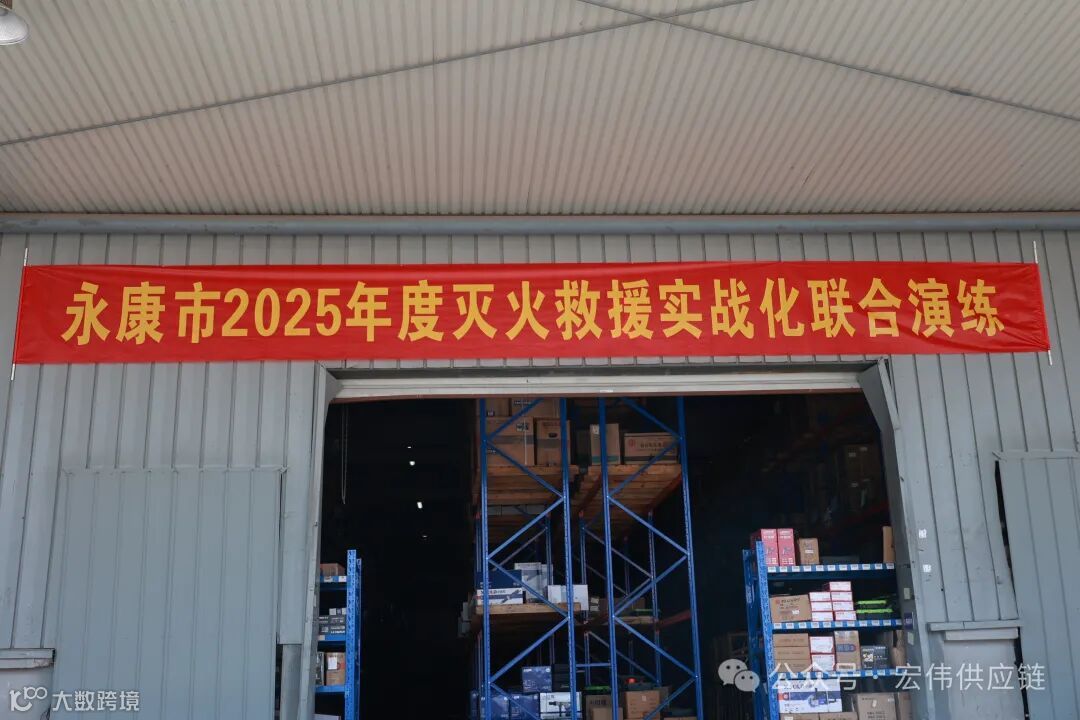 永康市2025年度灭火救援实战化联合演练
公众号 · 宏伟供应链
大数跨境